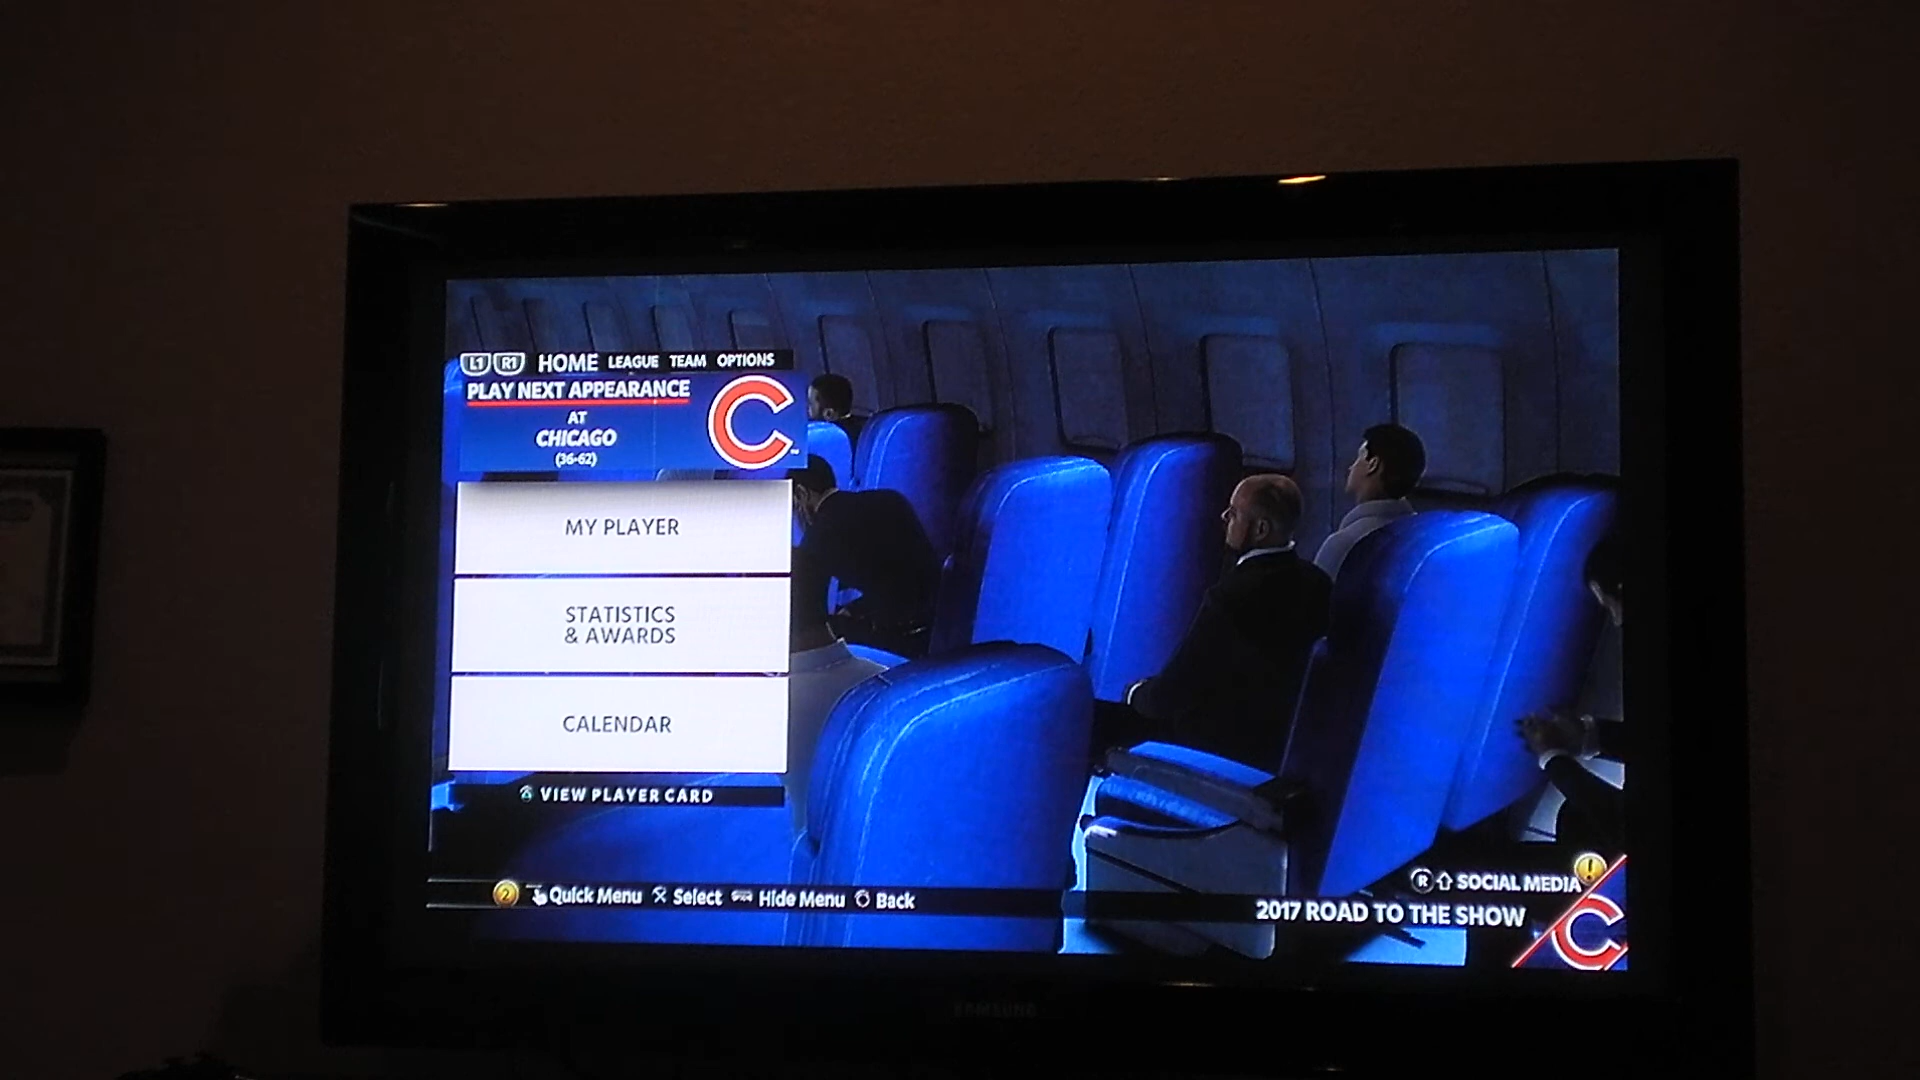 L1 R1 HOME LEAGUE TEAM OPTIONS
PLAY NEXT APPEARANCE
AT
CHICAGO
(36-62)
C
MY PLAYER
STATISTICS
& AWARDS
CALENDAR
VIEW PLAYER CARD
2 Quick Menu Select Hide Menu Back
R SOCIAL MEDIA !
2017 ROAD TO THE SHOW
C
SAMSUNG